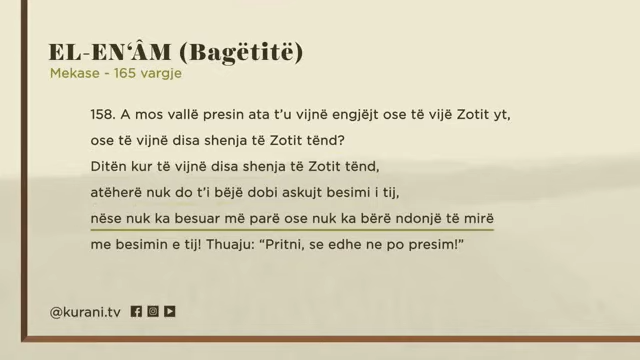 EL-EN‘ÂM (Bagëtitë)
Mekase - 165 vargje
158. A mos vallë presin ata t’u vijnë engjëjt ose të vijë Zotit yt,
ose të vijnë disa shenja të Zotit tënd?
Ditën kur të vijnë disa shenja të Zotit tënd,
atëherë nuk do t’i bëjë dobi askujt besimi i tij,
nëse nuk ka besuar më parë ose nuk ka bërë ndonjë të mirë
me besimin e tij! Thuaju: “Pritni, se edhe ne po presim!”
@kurani.tv